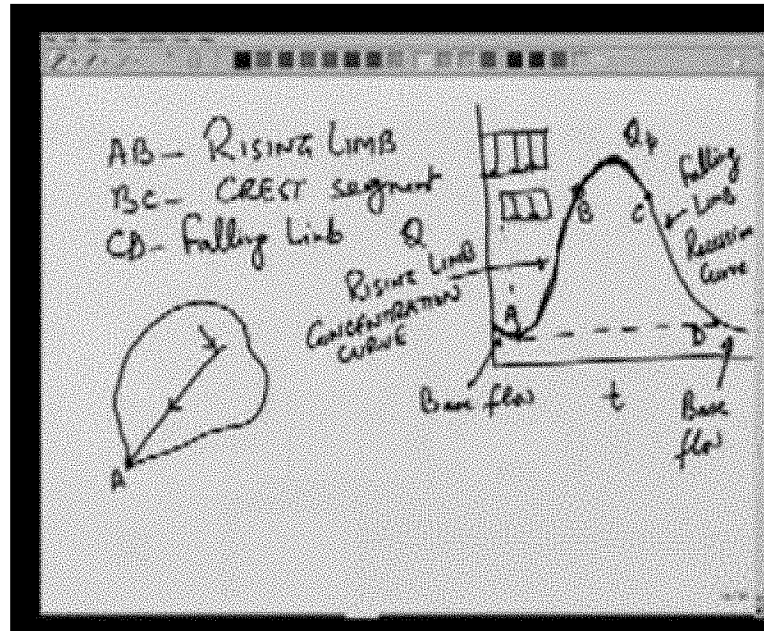 AB - RISING LIMB
BC - CREST segment
CD - Falling Limb
Q
RISING LIMB
CONCENTRATION
CURVE
i
A
B
Qp
C
Falling
LIMB
Recession
Curve
D
Base flow
t
Base
flow
A